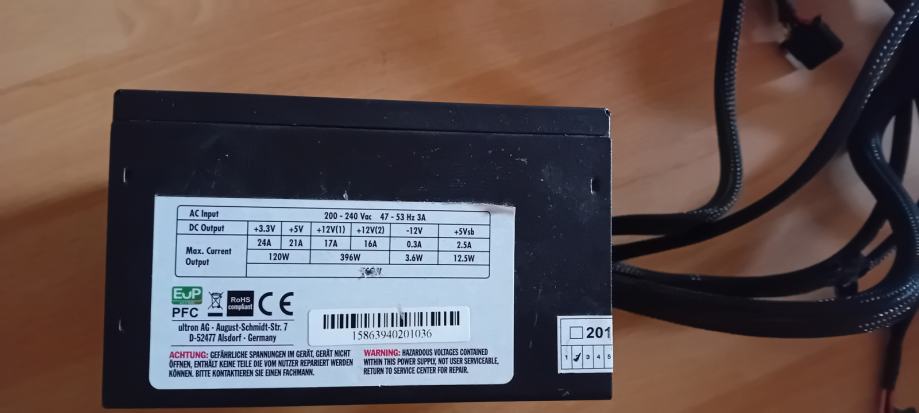 AC Input 200 - 240 Vac 47 - 53 Hz 3A
DC Output +3.3V +5V +12V(1) +12V(2) -12V +5Vsb
Max. Current Output 24A 21A 17A 16A 0.3A 2.5A
120W 396W 3.6W 12.5W
EuP
PFC
RoHS
compliant
CE
ultron AG - August-Schmidt-Str. 7
D-52477 Alsdorf - Germany
15863940201036
ACHTUNG: GEFÄHRLICHE SPANNUNGEN IM GERÄT, GERÄT NICHT
ÖFFNEN, ENTHÄLT KEINE TEILE DIE VOM NUTZER REPARIERT WERDEN
KÖNNEN. BITTE KONTAKTIEREN SIE EINEN FACHMANN.
WARNING: HAZARDOUS VOLTAGES CONTAINED
WITHIN THIS POWER SUPPLY, NOT USER SERVICEABLE,
RETURN TO SERVICE CENTER FOR REPAIR.
201
1 3 4 5